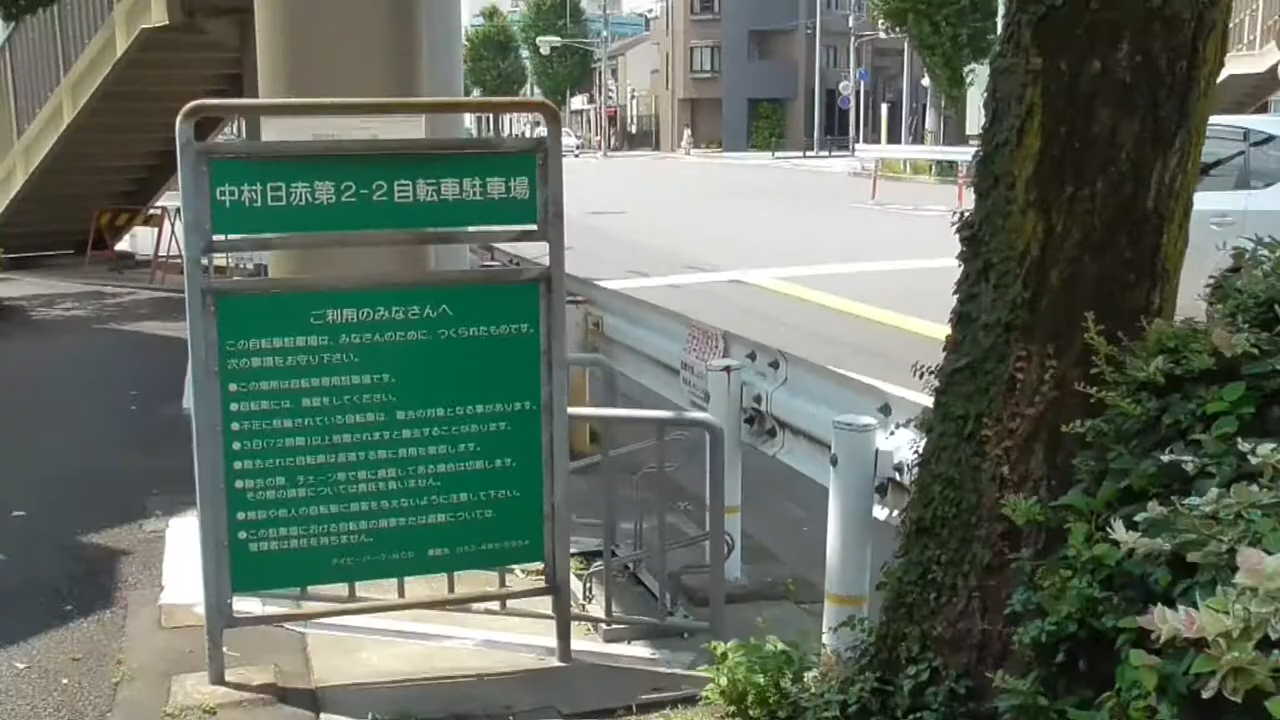 中村日赤第2-2自転車駐車場
ご利用のみなさんへ
この自転車駐車場は、みなさんのために、つくられたものです。
次の事項をお守り下さい。
●この場所は自転車専用駐車場です。
●自転車には、施錠をしてください。
●不正に駐輪されている自転車は、撤去の対象となる事があります。
●3日(72時間)以上放置されますと撤去することがあります。
●撤去された自転車は返還する際に費用を徴収します。
●撤去の際、チェーン等で柵に施錠してある場合は切断します。
その際の損害については責任を負いません。
●施設や他人の自転車に損害を与えないように注意して下さい。
●この駐車場における自転車の損傷または盗難については、
管理者は責任を持ちません。